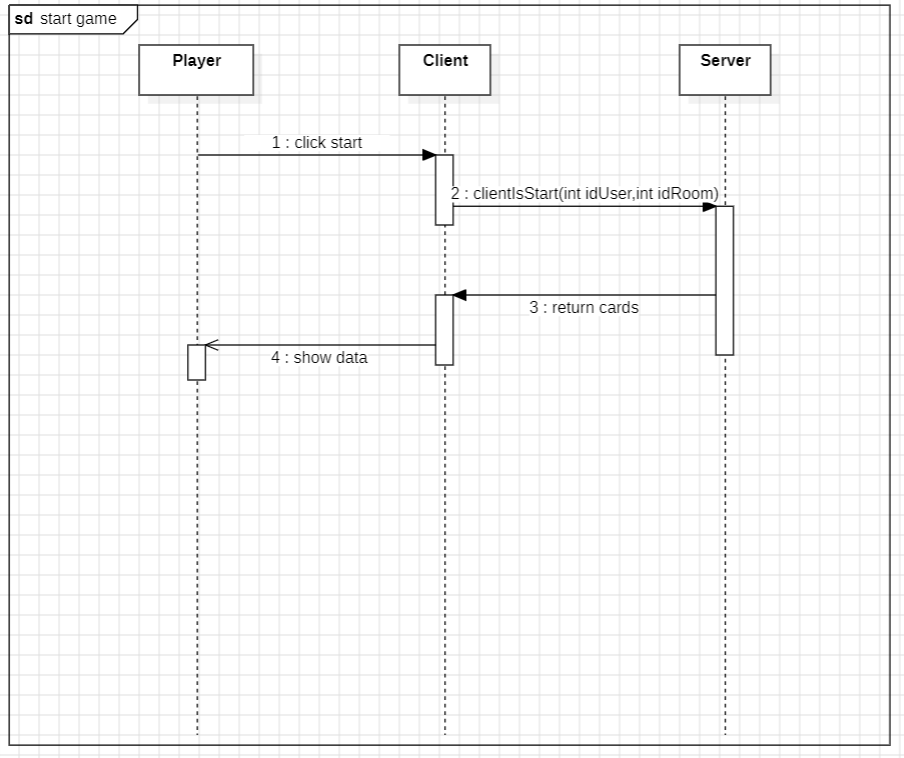 sd start game
Player
Client
Server
1 : click start
2 : clientIsStart(int idUser,int idRoom)
3 : return cards
4 : show data